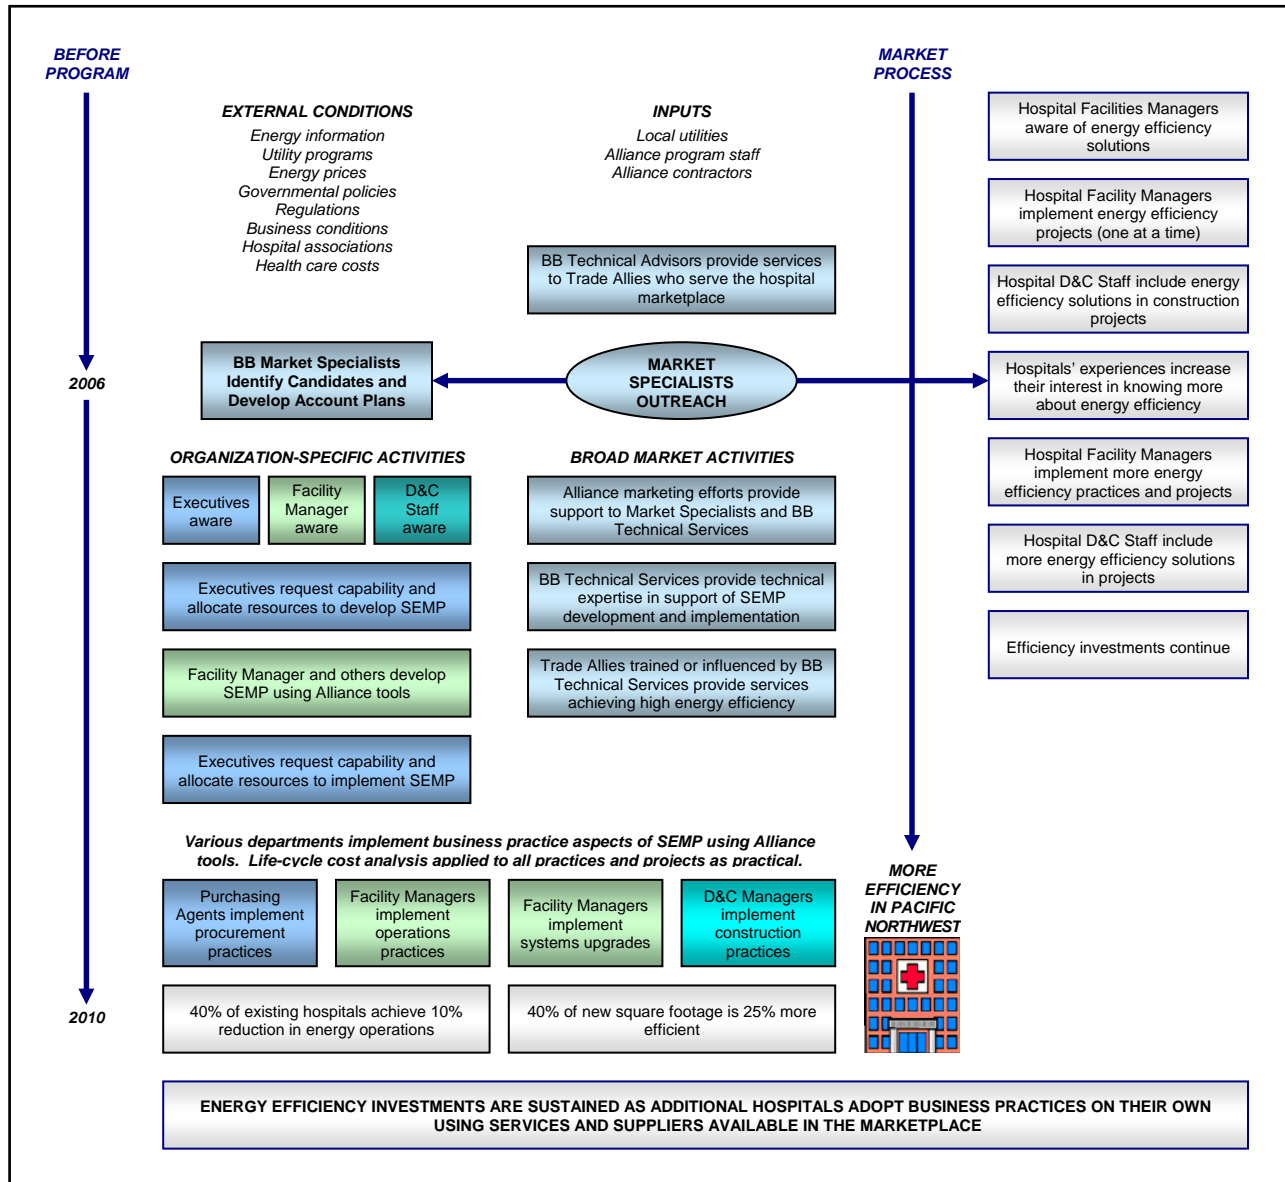 BEFORE
PROGRAM
MARKET
PROCESS
EXTERNAL CONDITIONS
Energy information
Utility programs
Energy prices
Governmental policies
Regulations
Business conditions
Hospital associations
Health care costs
INPUTS
Local utilities
Alliance program staff
Alliance contractors
BB Technical Advisors provide services
to Trade Allies who serve the hospital
marketplace
2006
BB Market Specialists
Identify Candidates and
Develop Account Plans
MARKET
SPECIALISTS
OUTREACH
Hospital Facilities Managers
aware of energy efficiency
solutions
Hospital Facility Managers
implement energy efficiency
projects (one at a time)
Hospital D&C Staff include energy
efficiency solutions in construction
projects
Hospitals’ experiences increase
their interest in knowing more
about energy efficiency
Hospital Facility Managers
implement more energy
efficiency practices and projects
Hospital D&C Staff include
more energy efficiency solutions
in projects
Efficiency investments continue
ORGANIZATION-SPECIFIC ACTIVITIES
Executives
aware
Facility
Manager
aware
D&C
Staff
aware
Executives request capability and
allocate resources to develop SEMP
Facility Manager and others develop
SEMP using Alliance tools
Executives request capability and
allocate resources to implement SEMP
BROAD MARKET ACTIVITIES
Alliance marketing efforts provide
support to Market Specialists and BB
Technical Services
BB Technical Services provide technical
expertise in support of SEMP
development and implementation
Trade Allies trained or influenced by BB
Technical Services provide services
achieving high energy efficiency
Various departments implement business practice aspects of SEMP using Alliance
tools. Life-cycle cost analysis applied to all practices and projects as practical.
Purchasing
Agents implement
procurement
practices
Facility Managers
implement
operations
practices
Facility Managers
implement
systems upgrades
D&C Managers
implement
construction
practices
MORE
EFFICIENCY
IN PACIFIC
NORTHWEST
2010
40% of existing hospitals achieve 10%
reduction in energy operations
40% of new square footage is 25% more
efficient
ENERGY EFFICIENCY INVESTMENTS ARE SUSTAINED AS ADDITIONAL HOSPITALS ADOPT BUSINESS PRACTICES ON THEIR OWN
USING SERVICES AND SUPPLIERS AVAILABLE IN THE MARKETPLACE